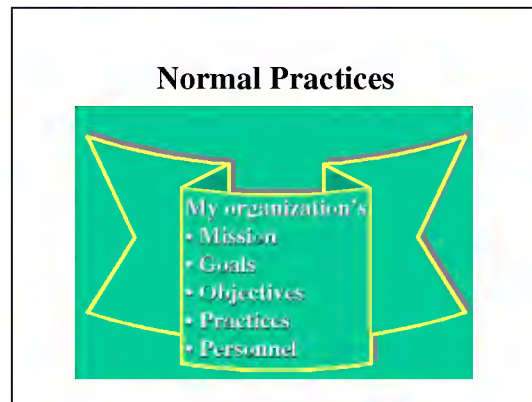 Normal Practices
My organization's
• Mission
• Goals
• Objectives
• Practices
• Personnel